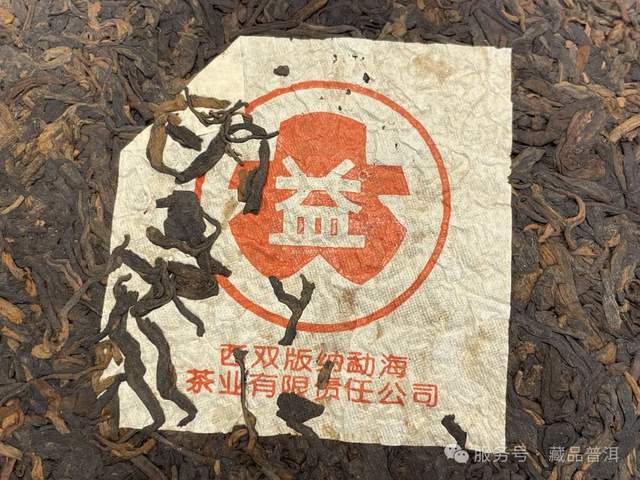 益
西双版纳勐海
茶业有限责任公司
服务号·藏品普洱